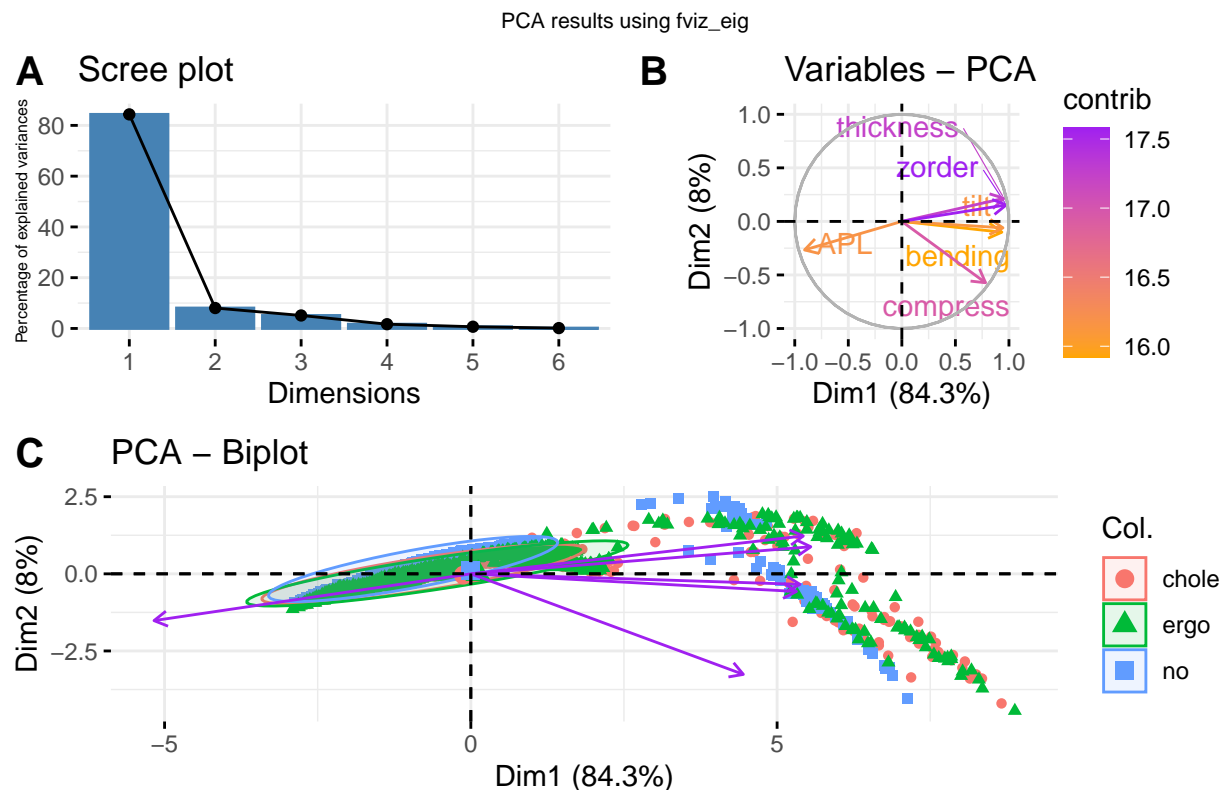 PCA results using fviz_eig
A Scree plot
Percentage of explained variances
80
60
40
20
0
1 2 3 4 5 6
Dimensions
B Variables − PCA
Dim2 (8%)
1.0
0.5
0.0
−0.5
−1.0
thickness
zorder
tilt
APL
bending
compress
−1.0 −0.5 0.0 0.5 1.0
Dim1 (84.3%)
contrib
17.5
17.0
16.5
16.0
C PCA − Biplot
Dim2 (8%)
2.5
0.0
−2.5
−5 0 5
Dim1 (84.3%)
Col.
chole
ergo
no